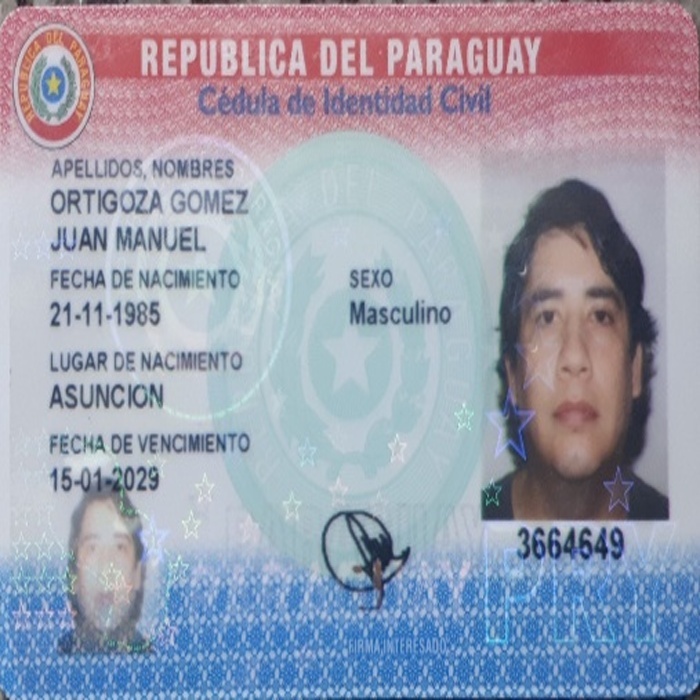 REPUBLICA DEL PARAGUAY
Cédula de Identidad Civil
APELLIDOS, NOMBRES
ORTIGOZA GOMEZ
JUAN MANUEL
FECHA DE NACIMIENTO
21-11-1985
SEXO
Masculino
LUGAR DE NACIMIENTO
ASUNCION
FECHA DE VENCIMIENTO
15-01-2029
3664649
PRY
FIRMA INTERESADO